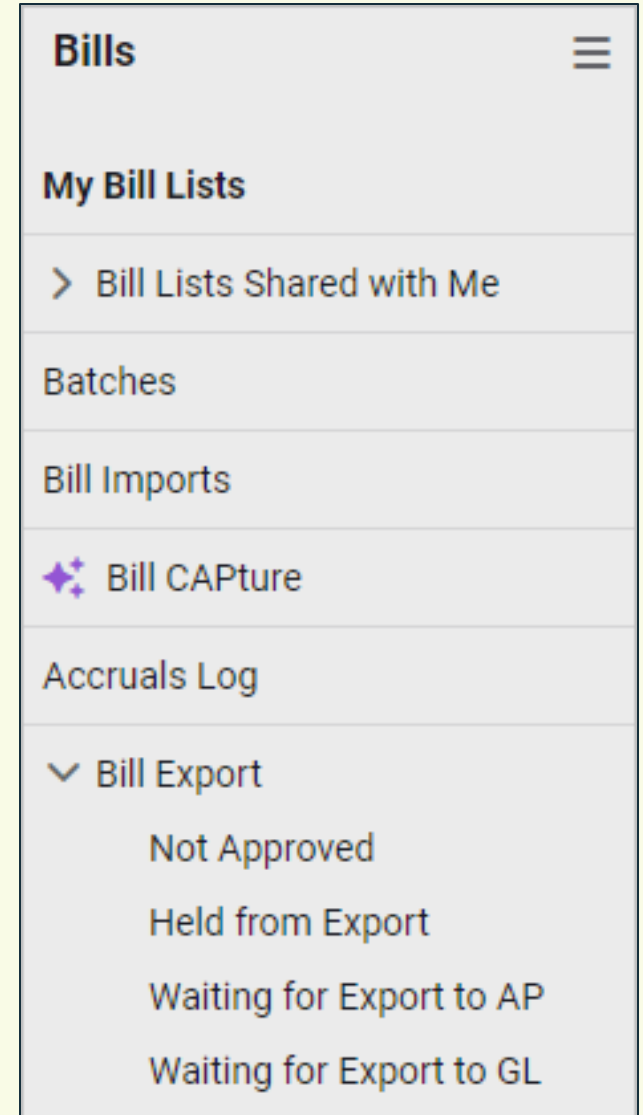 Bills
My Bill Lists
Bill Lists Shared with Me
Batches
Bill Imports
Bill CAPture
Accruals Log
Bill Export
Not Approved
Held from Export
Waiting for Export to AP
Waiting for Export to GL